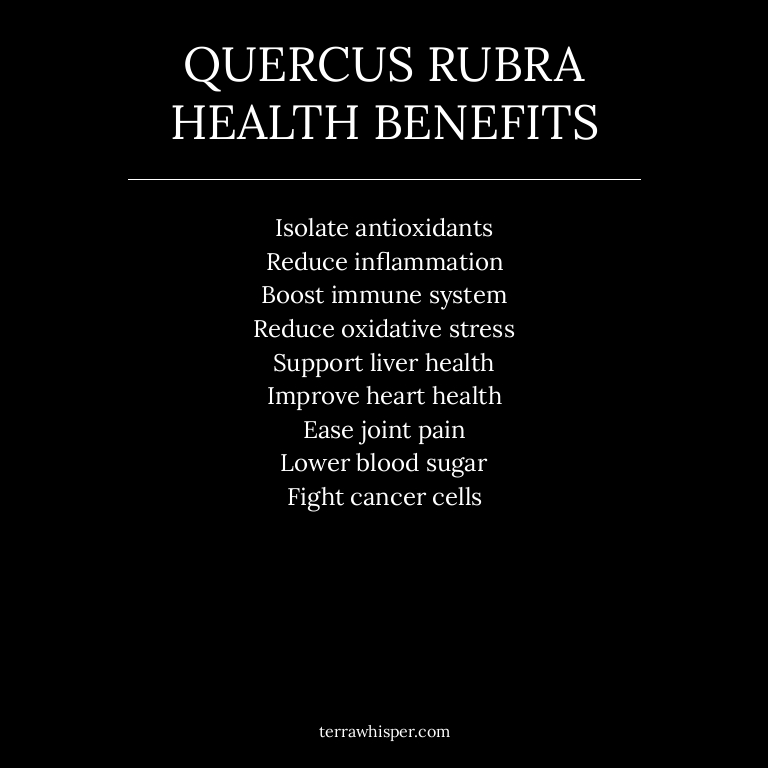 QUERCUS RUBRA
HEALTH BENEFITS
Isolate antioxidants
Reduce inflammation
Boost immune system
Reduce oxidative stress
Support liver health
Improve heart health
Ease joint pain
Lower blood sugar
Fight cancer cells
terrawhisper.com